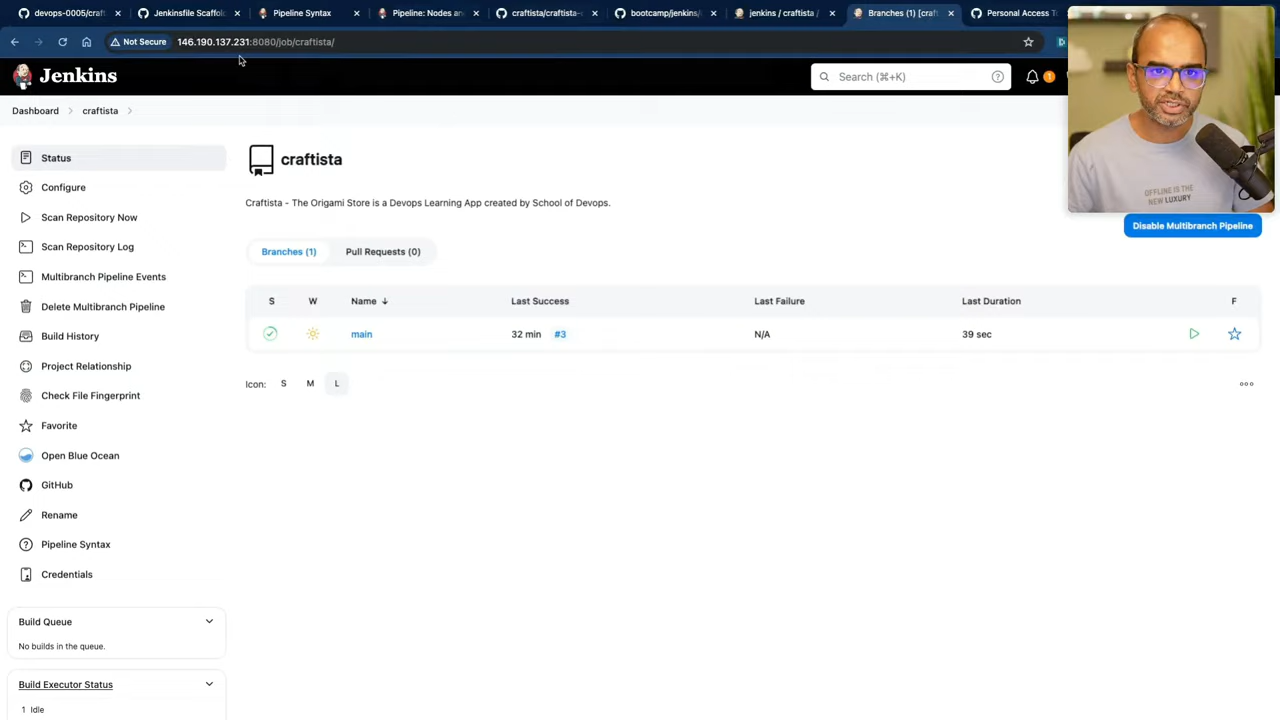 devops-0005/craft
Jenkinsfile Scaffol
Pipeline Syntax
Pipeline: Nodes an
craftista/craftista-
bootcamp/jenkins/
jenkins / craftista /
Branches (1) [craft
Personal Access T
Not Secure
146.190.137.231:8080/job/craftista/
Jenkins
Search (⌘+K)
1
Dashboard
craftista
Status
Configure
Scan Repository Now
Scan Repository Log
Multibranch Pipeline Events
Delete Multibranch Pipeline
Build History
Project Relationship
Check File Fingerprint
Favorite
Open Blue Ocean
GitHub
Rename
Pipeline Syntax
Credentials
Build Queue
No builds in the queue.
Build Executor Status
1 Idle
craftista
Craftista - The Origami Store is a Devops Learning App created by School of Devops.
Disable Multibranch Pipeline
Branches (1) Pull Requests (0)
S W Name ↓ Last Success Last Failure Last Duration F
main 32 min #3 N/A 39 sec
Icon: S M L
OFFLINE IS THE
NEW LUXURY